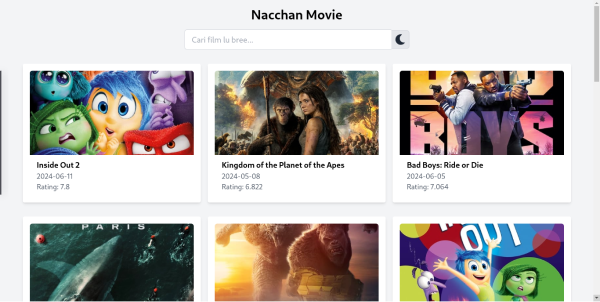 Nacchan Movie
Cari film lu bree...
BOYS
Inside Out 2
2024-06-11
Rating: 7.8
Kingdom of the Planet of the Apes
2024-05-08
Rating: 6.822
Bad Boys: Ride or Die
2024-06-05
Rating: 7.064
PARIS
OUT